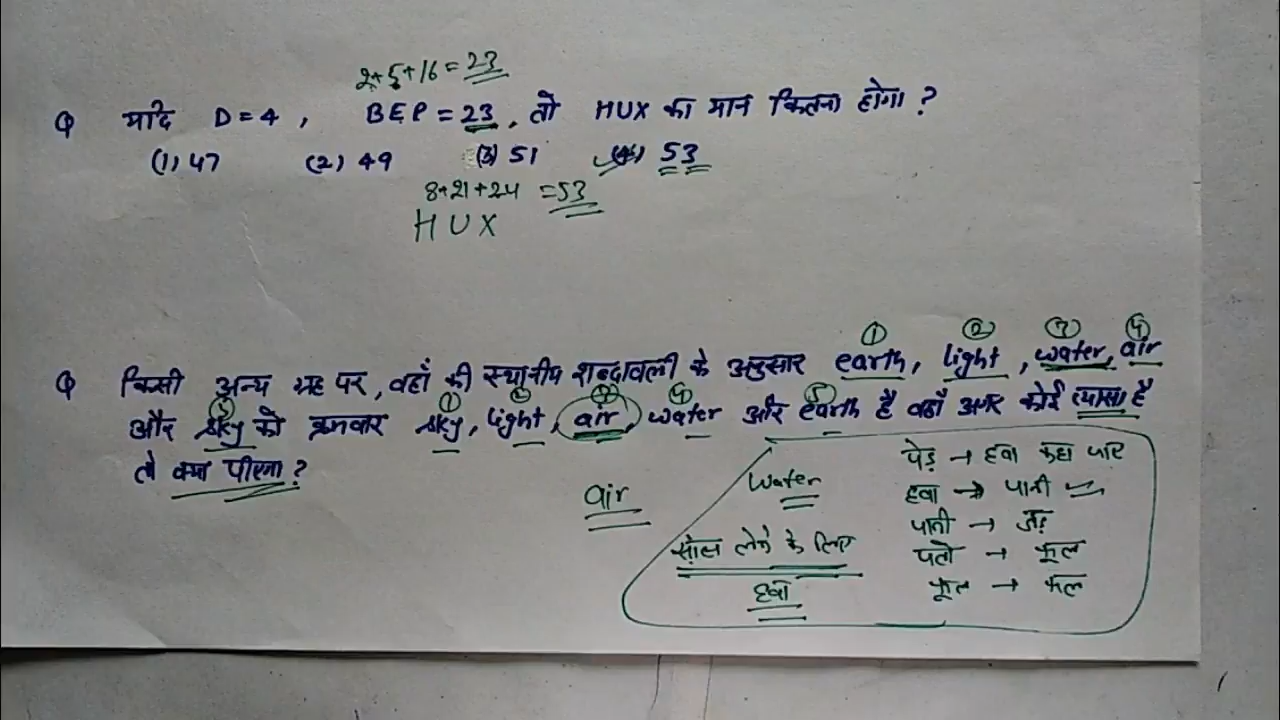 2+5+16=23
Q यदि D=4, BEP=23, तो HUX का मान कितना होगा?
(1) 47 (2) 49 (3) 51 (4) 53
8+21+24=53
HUX
① ② ③ ④
Q किसी अन्य ग्रह पर, वहाँ की स्थानीय शब्दावली के अनुसार earth, light, water, air
⑤ ① ② ③ ④ ⑤
और sky को क्रमवार sky, light, air, water और earth है वहाँ अगर कोई प्यासा है
तो क्या पीएगा?
air
water
सांस लेने के लिए
हवा
पेड़ → हवा कहा जाए
हवा → पानी
पानी → जड़
पत्ते → फूल
फूल → फल